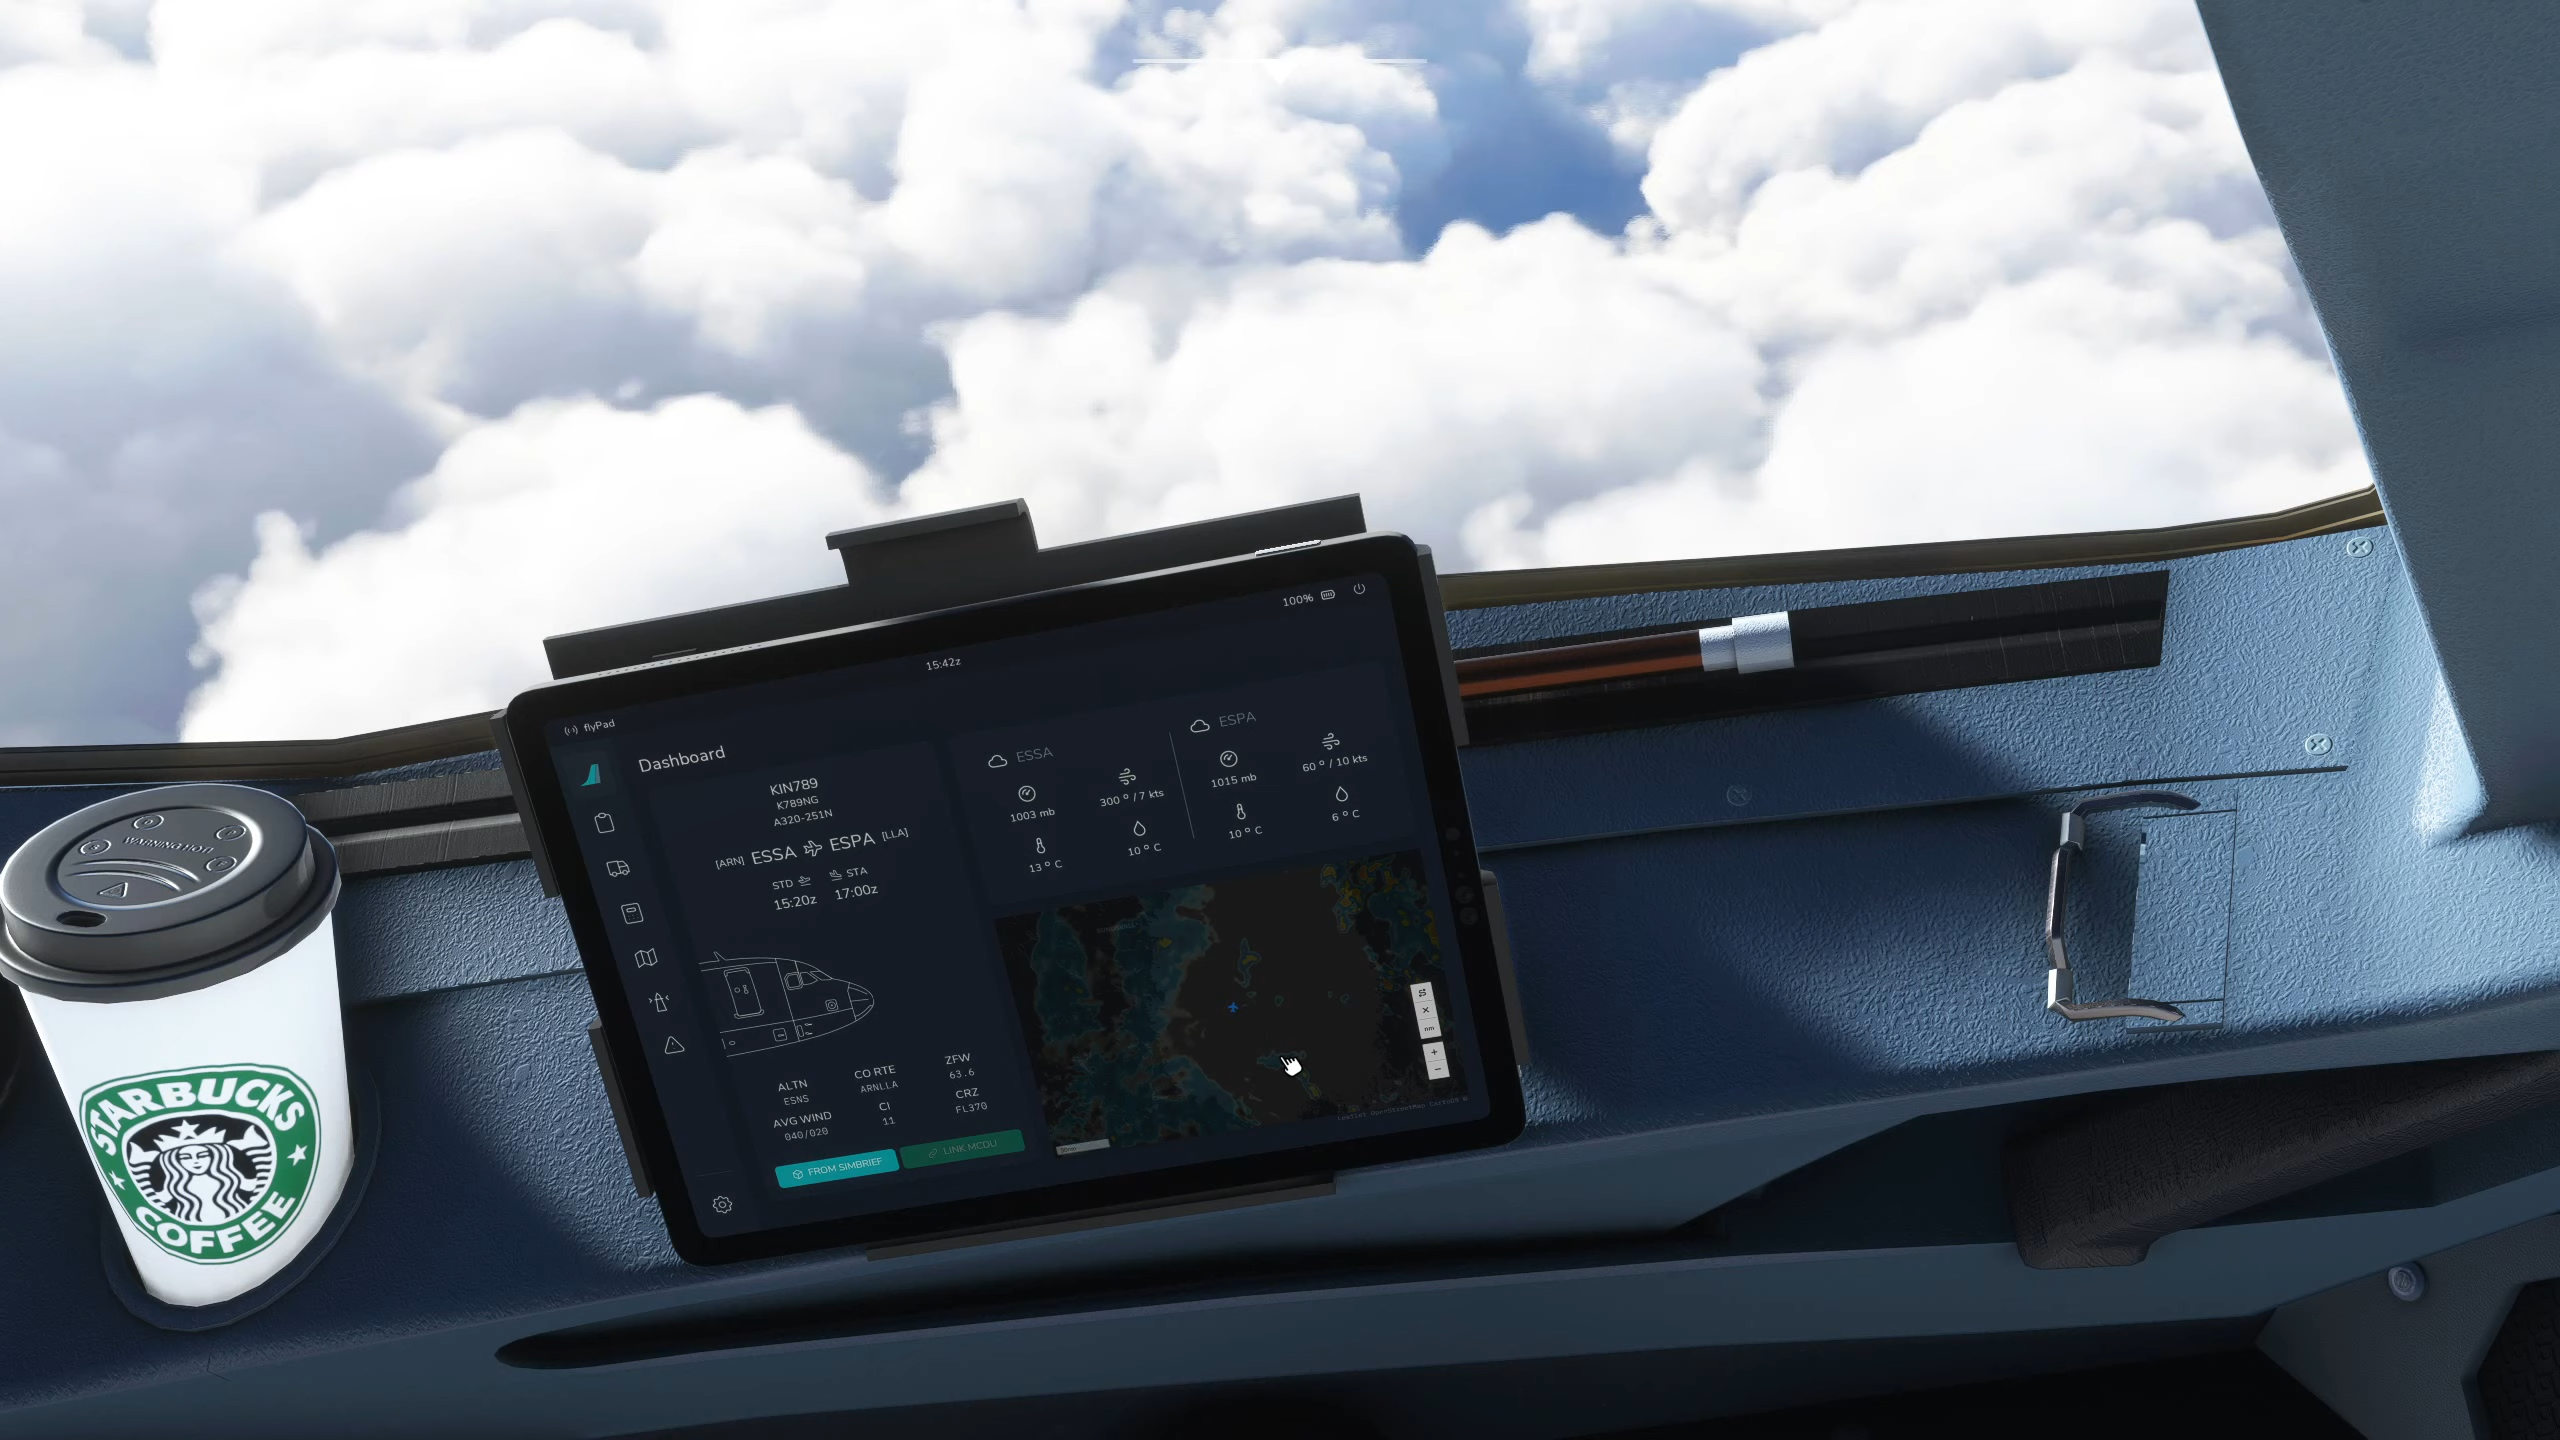 100%
15:42z
flyPad
Dashboard
KIN789
K789NG
A320-251N
[ARN] ESSA ESPA [LLA]
STD STA
15:20z 17:00z
ALTN CO RTE ZFW
ESNS ARNLLA 63.6
AVG WIND CI CRZ
040/020 11 FL370
FROM SIMBRIEF LINK MCDU
ESSA
1003 mb 300 ° / 7 kts
13 ° C 10 ° C
ESPA
1015 mb 60 ° / 10 kts
10 ° C 6 ° C
nm
+
−
WARNING HOT!
STARBUCKS
COFFEE